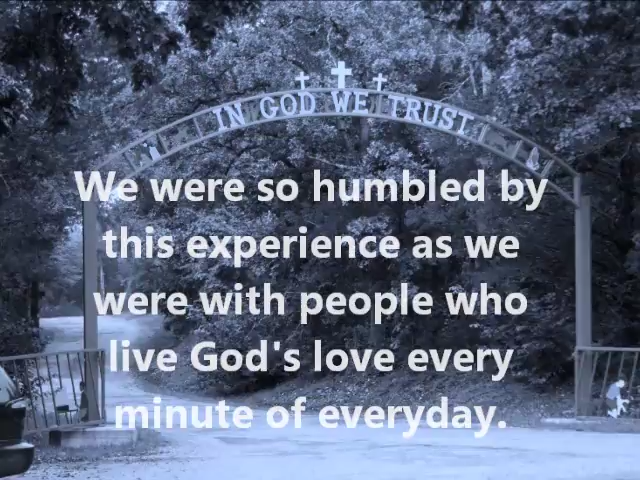 IN GOD WE TRUST
We were so humbled by
this experience as we
were with people who
live God's love every
minute of everyday.